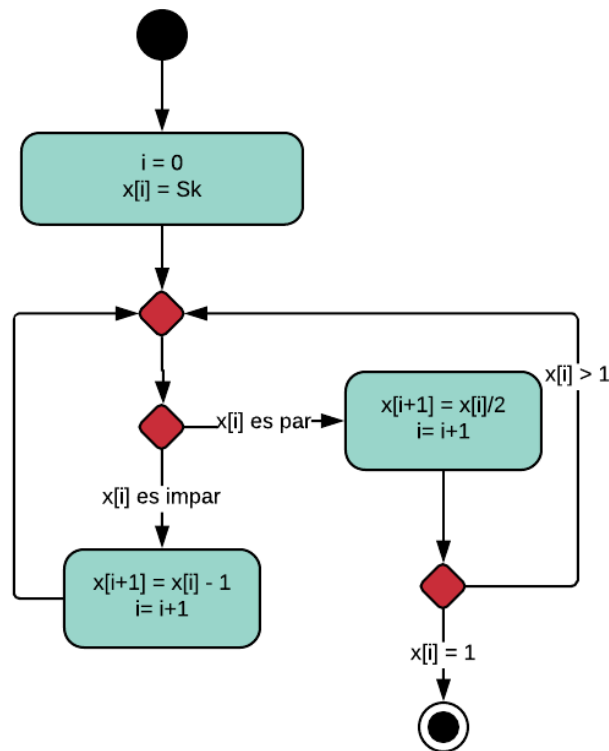 i = 0
x[i] = Sk
x[i] > 1
x[i+1] = x[i]/2
i= i+1
x[i] es par
x[i] es impar
x[i+1] = x[i] - 1
i= i+1
x[i] = 1